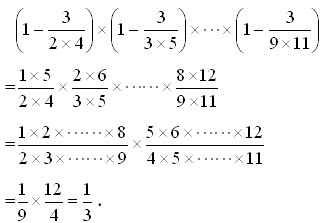 (1 − 3/(2×4)) × (1 − 3/(3×5)) × ⋯ × (1 − 3/(9×11))
= (1×5)/(2×4) × (2×6)/(3×5) × ⋯⋯ × (8×12)/(9×11)
= (1×2×⋯⋯×8)/(2×3×⋯⋯×9) × (5×6×⋯⋯×12)/(4×5×⋯⋯×11)
= 1/9 × 12/4 = 1/3 .